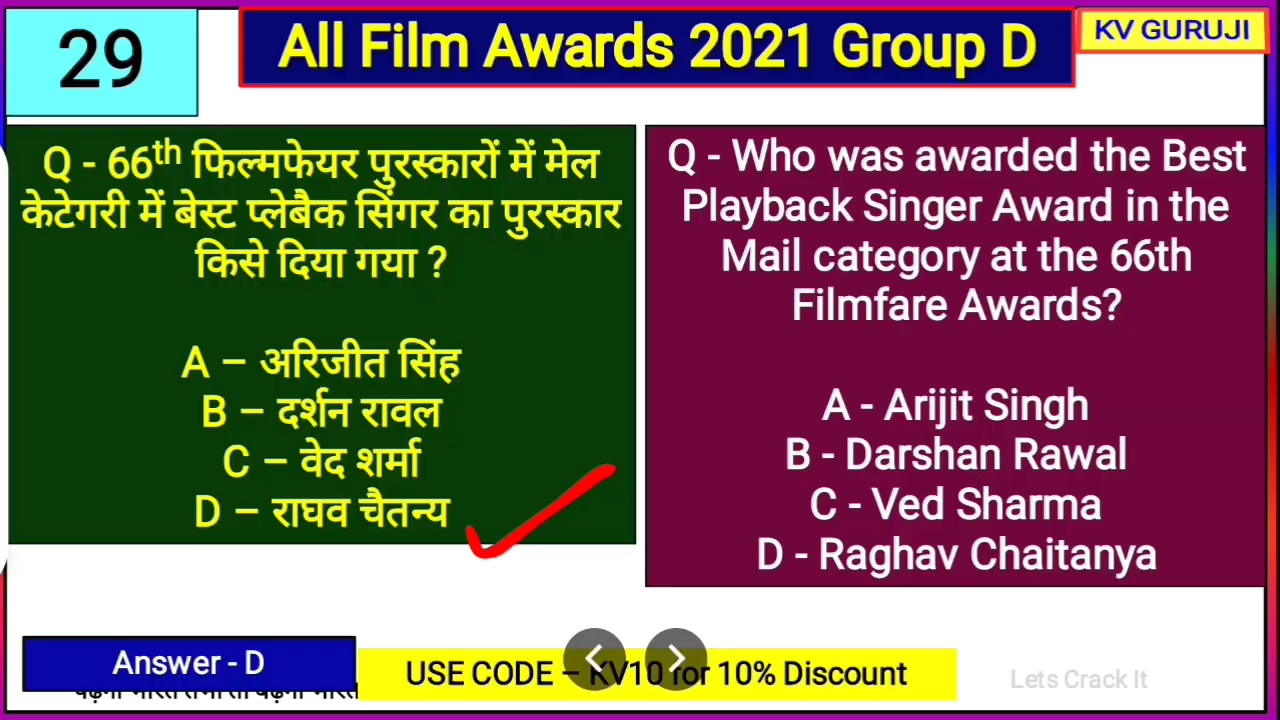 29
All Film Awards 2021 Group D
KV GURUJI
Q - 66th फिल्मफेयर पुरस्कारों में मेल
केटेगरी में बेस्ट प्लेबैक सिंगर का पुरस्कार
किसे दिया गया ?
A – अरिजीत सिंह
B – दर्शन रावल
C – वेद शर्मा
D – राघव चैतन्य
Q - Who was awarded the Best
Playback Singer Award in the
Mail category at the 66th
Filmfare Awards?
A - Arijit Singh
B - Darshan Rawal
C - Ved Sharma
D - Raghav Chaitanya
Answer - D
USE CODE – KV10 for 10% Discount
Lets Crack It